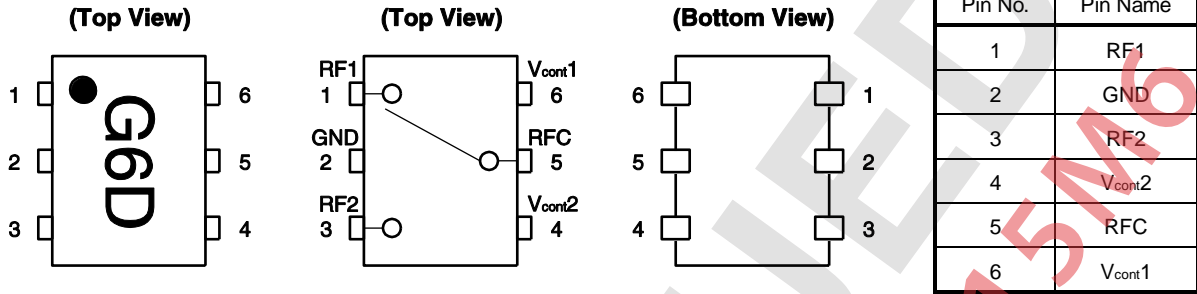 (Top View)
G6D
1
2
3
6
5
4
(Top View)
RF1
1
GND
2
RF2
3
Vcont1
6
RFC
5
Vcont2
4
(Bottom View)
6
5
4
1
2
3
Pin No. Pin Name
1 RF1
2 GND
3 RF2
4 Vcont2
5 RFC
6 Vcont1
15M6